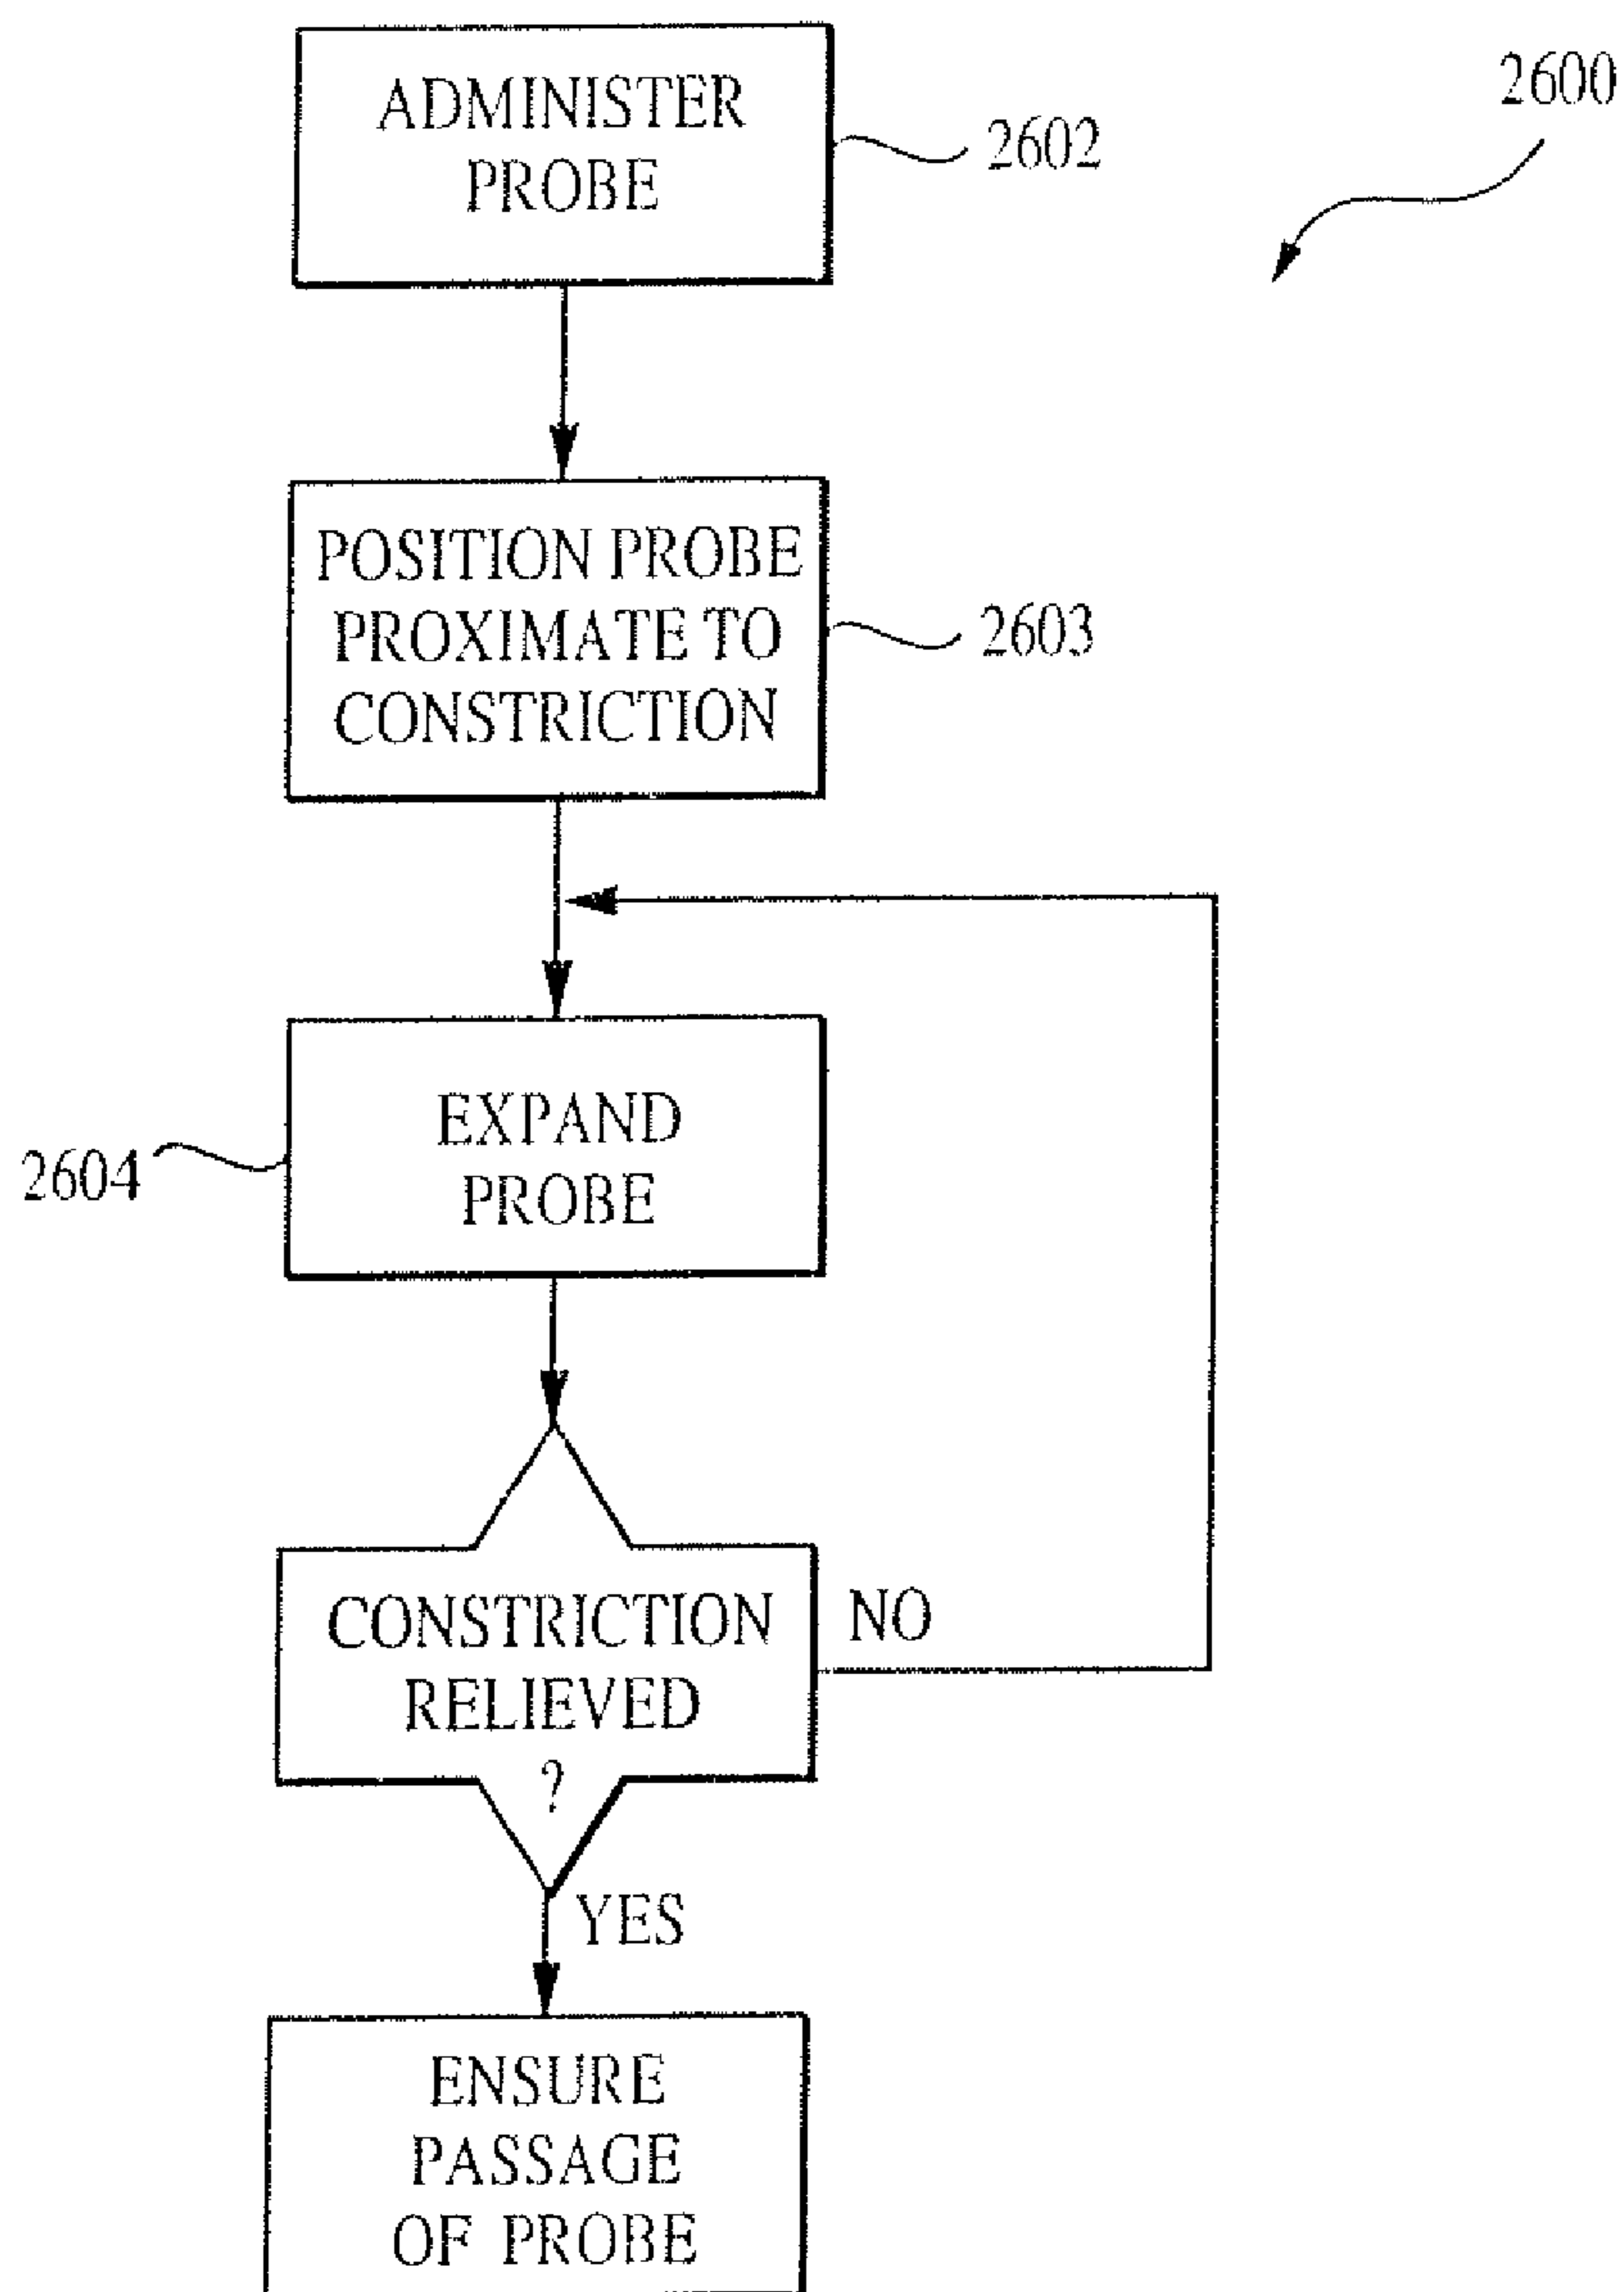 ADMINISTER
PROBE
2602
2600
POSITION PROBE
PROXIMATE TO
CONSTRICTION
2603
EXPAND
PROBE
2604
CONSTRICTION
RELIEVED
?
NO
YES
ENSURE
PASSAGE
OF PROBE